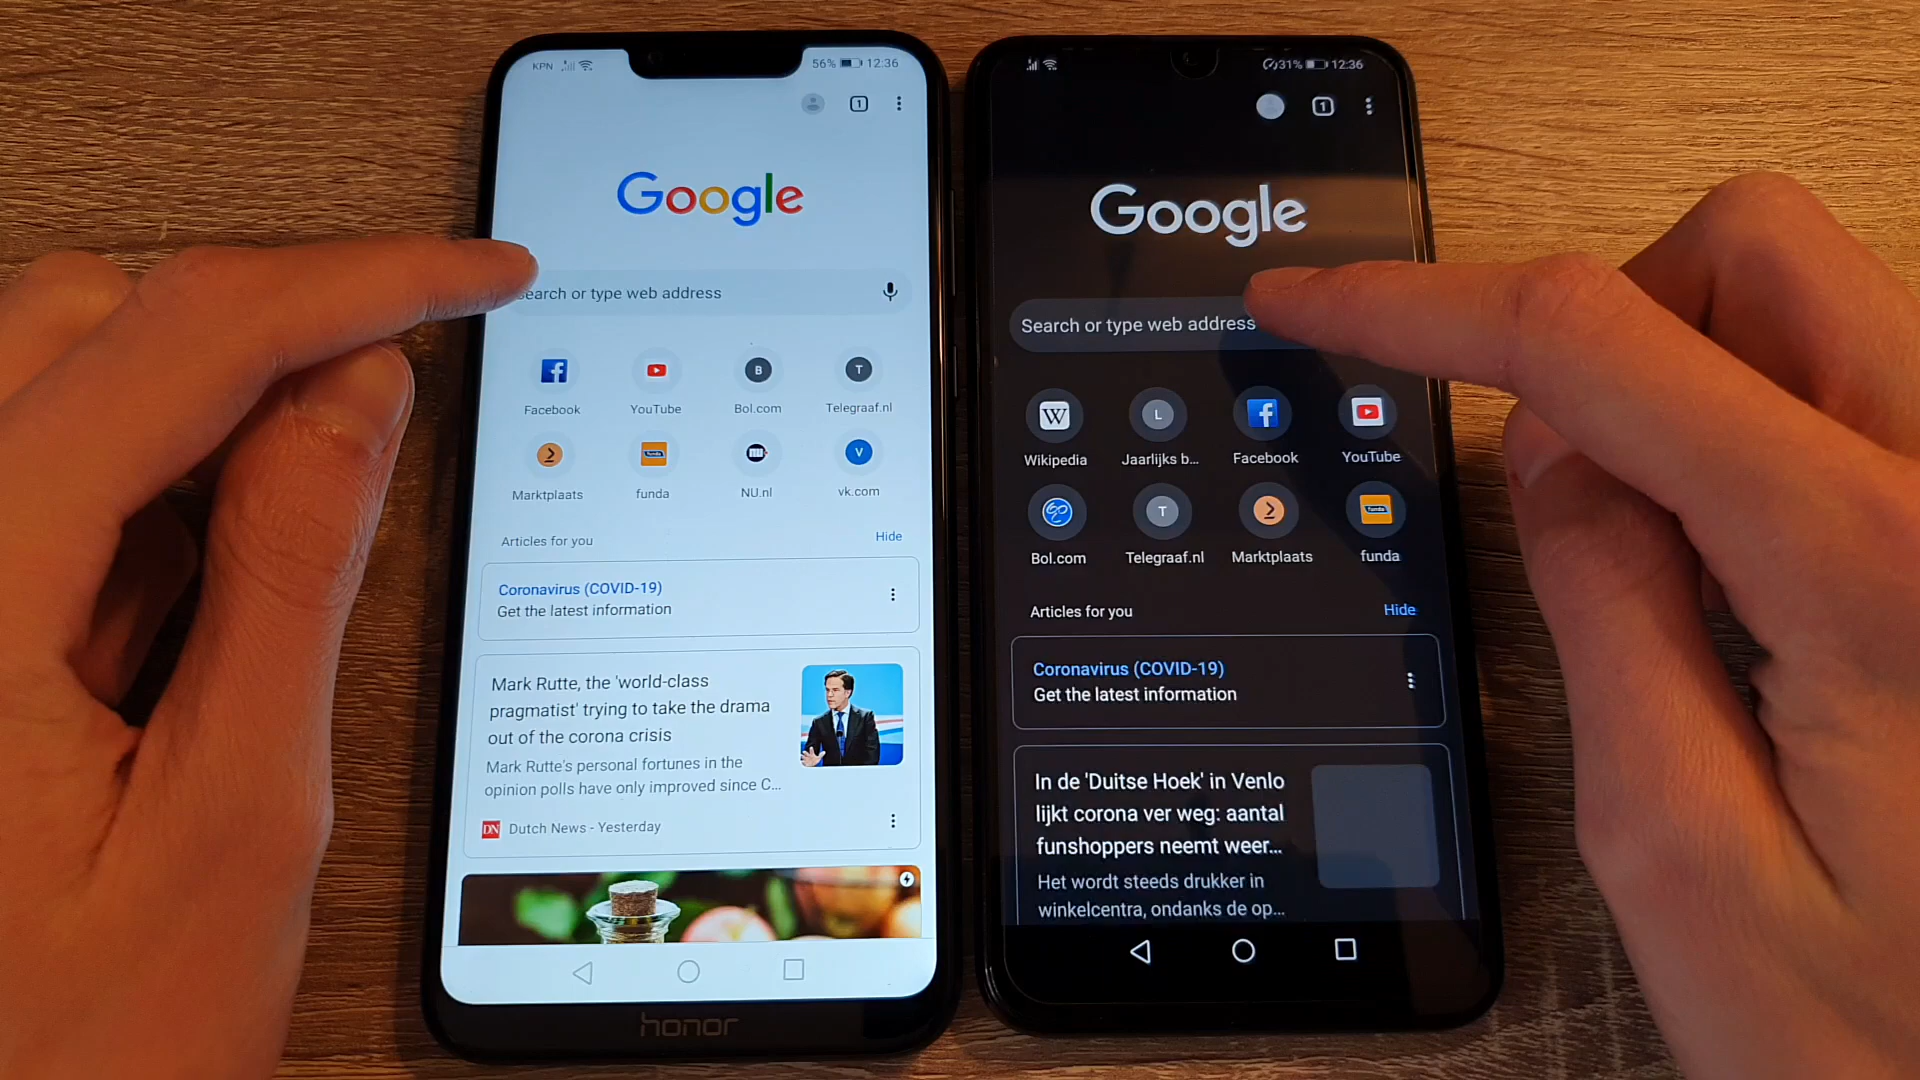 KPN
56%
12:36
1
Google
Search or type web address
Facebook
YouTube
B
Bol.com
T
Telegraaf.nl
Marktplaats
funda
funda
NU.nl
V
vk.com
Articles for you
Hide
Coronavirus (COVID-19)
Get the latest information
Mark Rutte, the 'world-class
pragmatist' trying to take the drama
out of the corona crisis
Mark Rutte's personal fortunes in the
opinion polls have only improved since C...
DN
Dutch News - Yesterday
honor
31%
12:36
1
Google
Search or type web address
W
Wikipedia
L
Jaarlijks b...
Facebook
YouTube
Bol.com
T
Telegraaf.nl
Marktplaats
funda
funda
Articles for you
Hide
Coronavirus (COVID-19)
Get the latest information
In de 'Duitse Hoek' in Venlo
lijkt corona ver weg: aantal
funshoppers neemt weer...
Het wordt steeds drukker in
winkelcentra, ondanks de op...